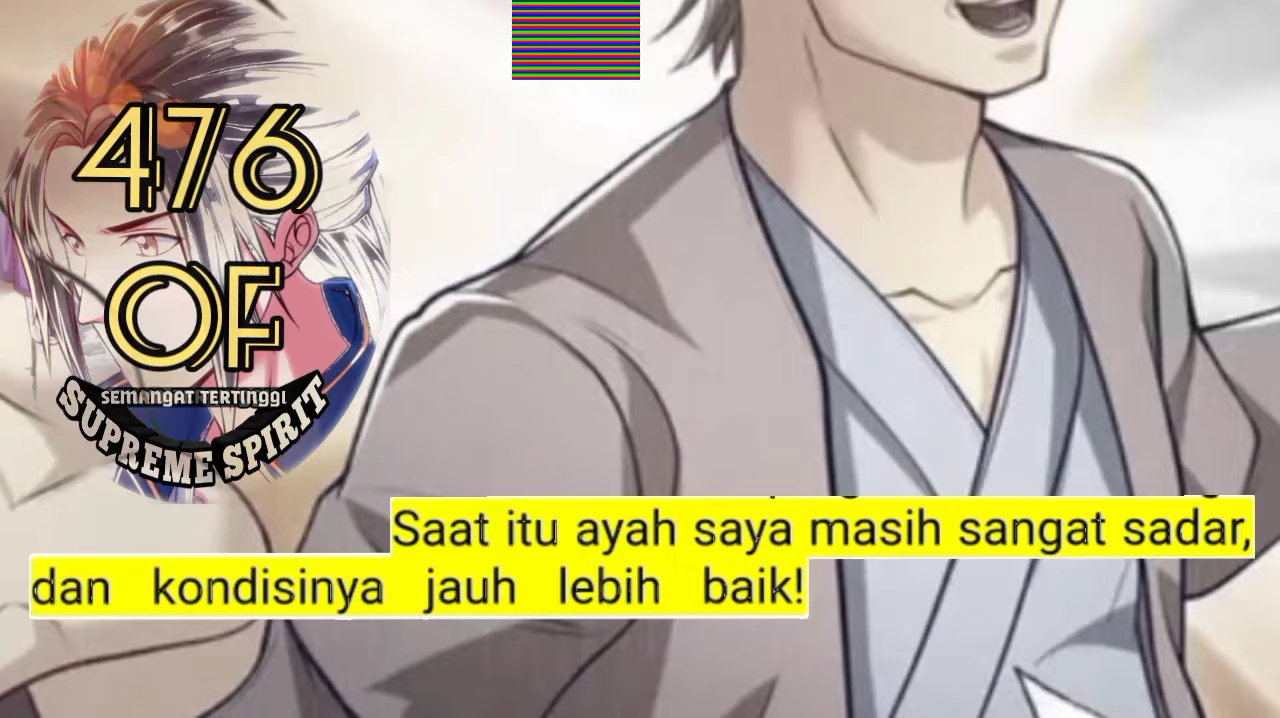 476
OF
SEMANGAT TERTINGGI
SUPREME SPIRIT
Saat itu ayah saya masih sangat sadar,
dan kondisinya jauh lebih baik!